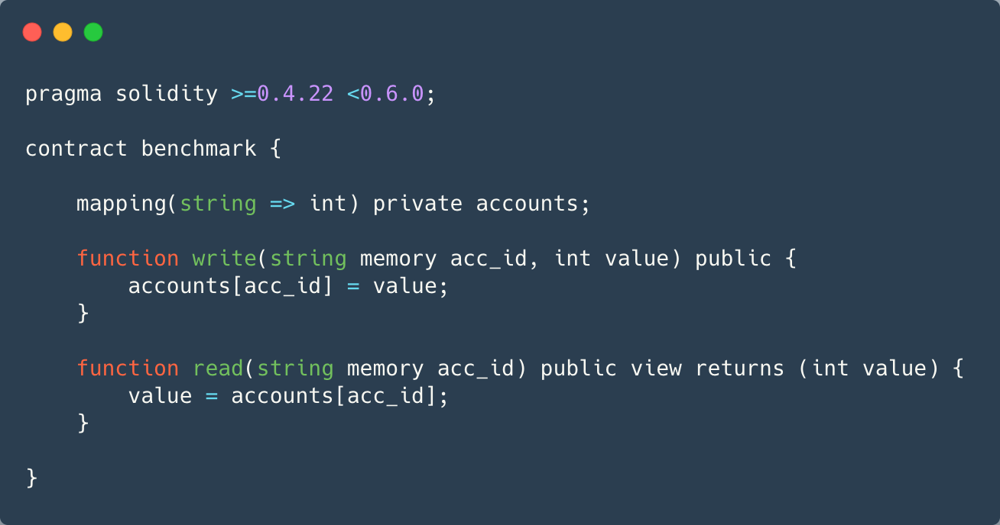 pragma solidity >=0.4.22 <0.6.0;
contract benchmark {
    mapping(string => int) private accounts;
    function write(string memory acc_id, int value) public {
        accounts[acc_id] = value;
    }
    function read(string memory acc_id) public view returns (int value) {
        value = accounts[acc_id];
    }
}